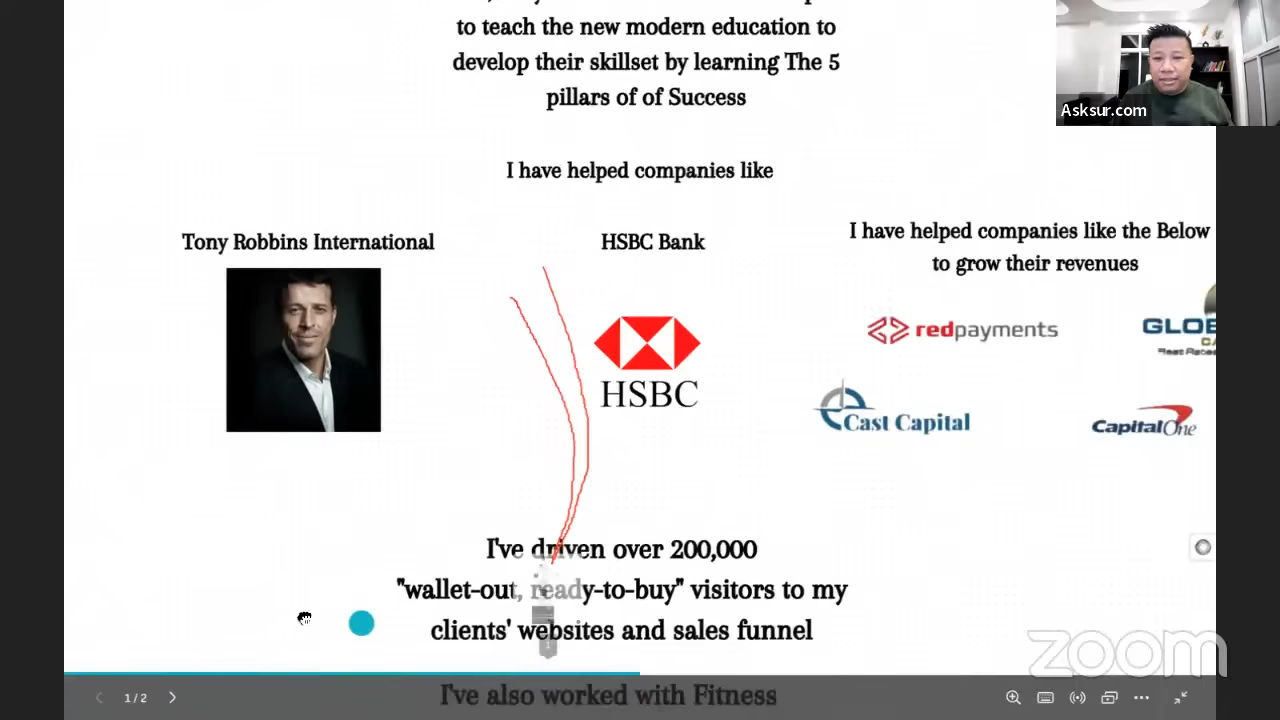 to teach the new modern education to
develop their skillset by learning The 5
pillars of of Success
Asksur.com
I have helped companies like
Tony Robbins International
HSBC Bank
I have helped companies like the Below
to grow their revenues
HSBC
redpayments
GLOB
Cast Capital
CapitalOne
I've driven over 200,000
"wallet-out, ready-to-buy" visitors to my
clients' websites and sales funnel
zoom
I've also worked with Fitness
1/2